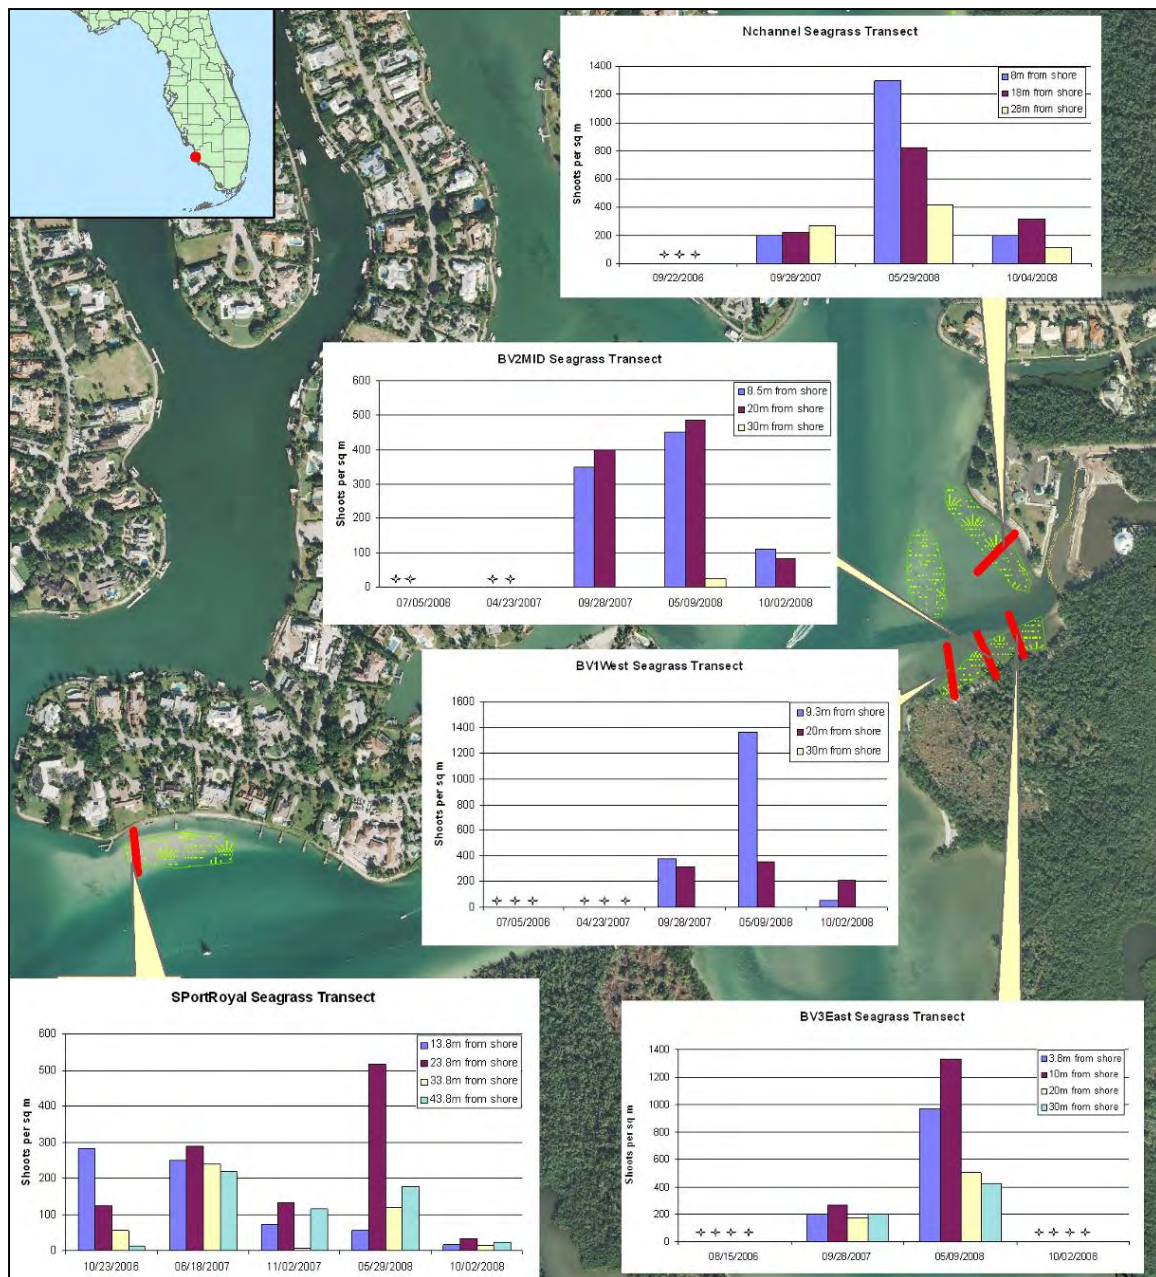 Nchannel Seagrass Transect
Shoots per sq m
1400
1200
1000
800
600
400
200
0
8m from shore
18m from shore
28m from shore
09/22/2006 09/28/2007 05/29/2008 10/04/2008
BV2MID Seagrass Transect
Shoots per sq m
600
500
400
300
200
100
0
8.5m from shore
20m from shore
30m from shore
07/05/2006 04/23/2007 09/28/2007 05/09/2008 10/02/2008
BV1West Seagrass Transect
Shoots per sq m
1600
1400
1200
1000
800
600
400
200
0
9.3m from shore
20m from shore
30m from shore
07/05/2006 04/23/2007 09/28/2007 05/09/2008 10/02/2008
SPortRoyal Seagrass Transect
Shoots per sq m
600
500
400
300
200
100
0
13.8m from shore
23.8m from shore
33.8m from shore
43.8m from shore
10/23/2006 06/18/2007 11/02/2007 05/29/2008 10/02/2008
BV3East Seagrass Transect
Shoots per sq m
1400
1200
1000
800
600
400
200
0
3.8m from shore
10m from shore
20m from shore
30m from shore
08/15/2006 09/28/2007 05/09/2008 10/02/2008